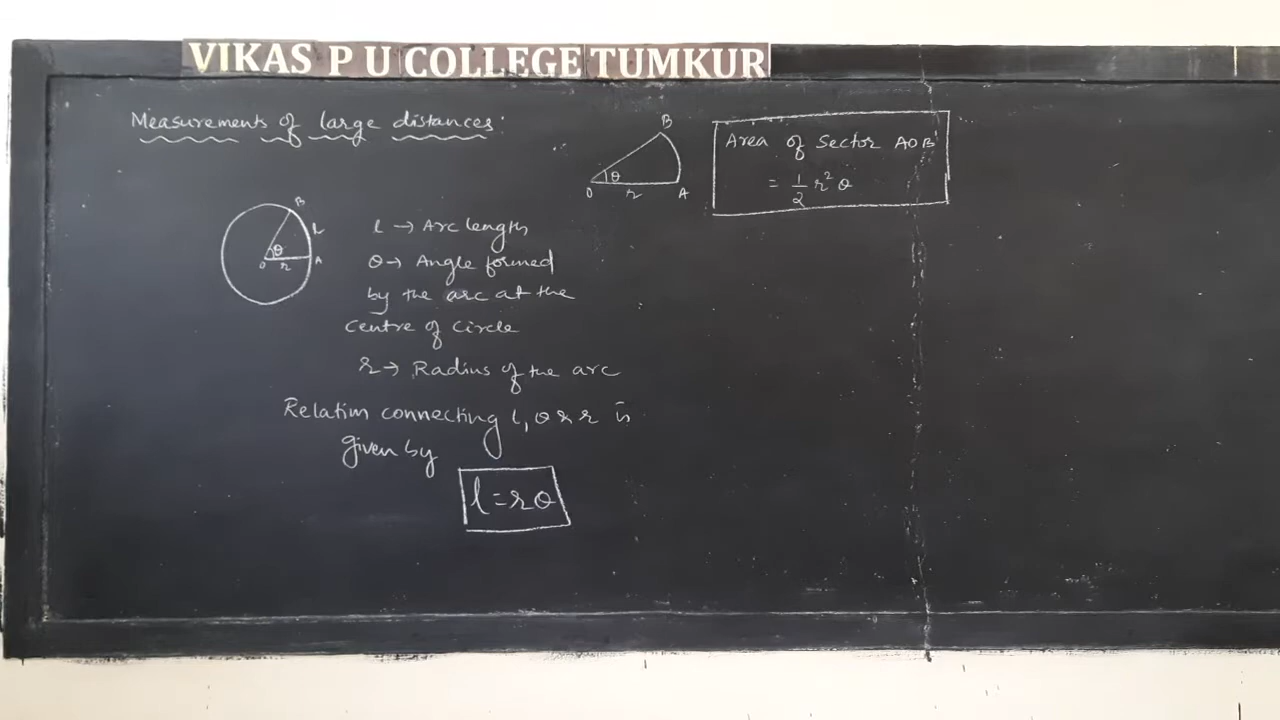 VIKAS P U COLLEGE TUMKUR
Measurements of large distances:
B
θ
O r A
Area of Sector AOB
= 1/2 r² θ
B
l
θ
O r A
l → Arc length
θ → Angle formed
by the arc at the
Centre of Circle
r → Radius of the arc
Relation connecting l, θ & r is
given by
l = rθ